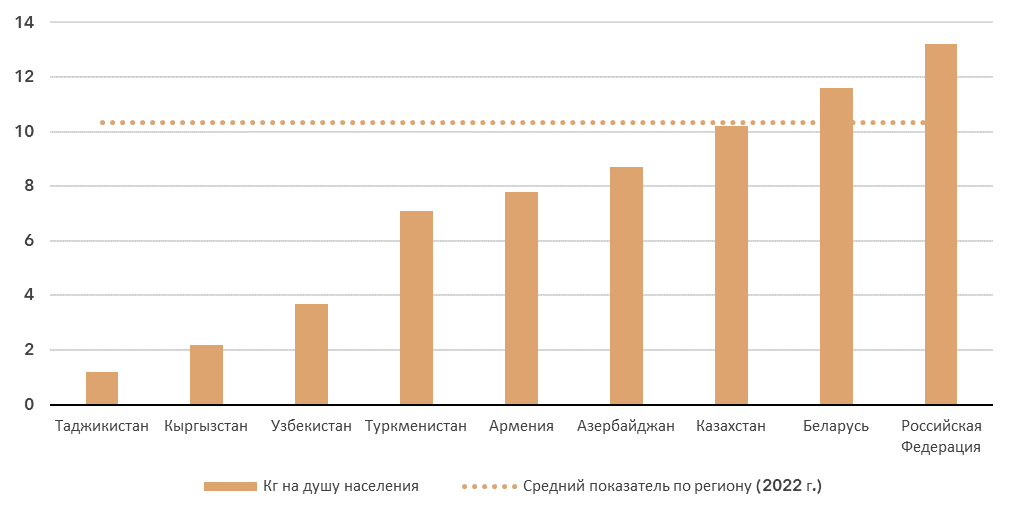 14
12
10
8
6
4
2
0
Таджикистан Кыргызстан Узбекистан Туркменистан Армения Азербайджан Казахстан Беларусь Российская
Федерация
Кг на душу населения Средний показатель по региону (2022 г.)